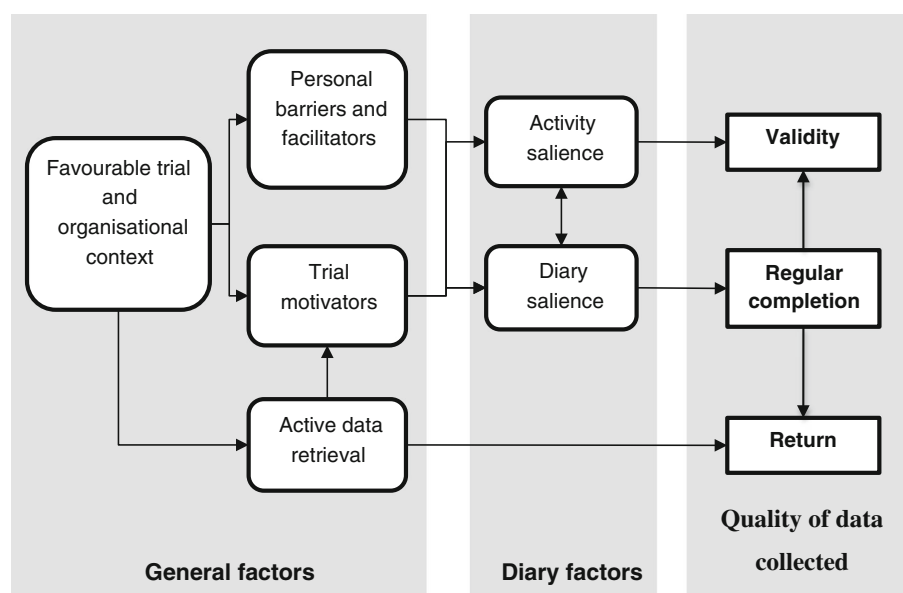 Favourable trial
and
organisational
context
Personal
barriers and
facilitators
Trial
motivators
Active data
retrieval
General factors
Activity
salience
Diary
salience
Diary factors
Validity
Regular
completion
Return
Quality of data
collected